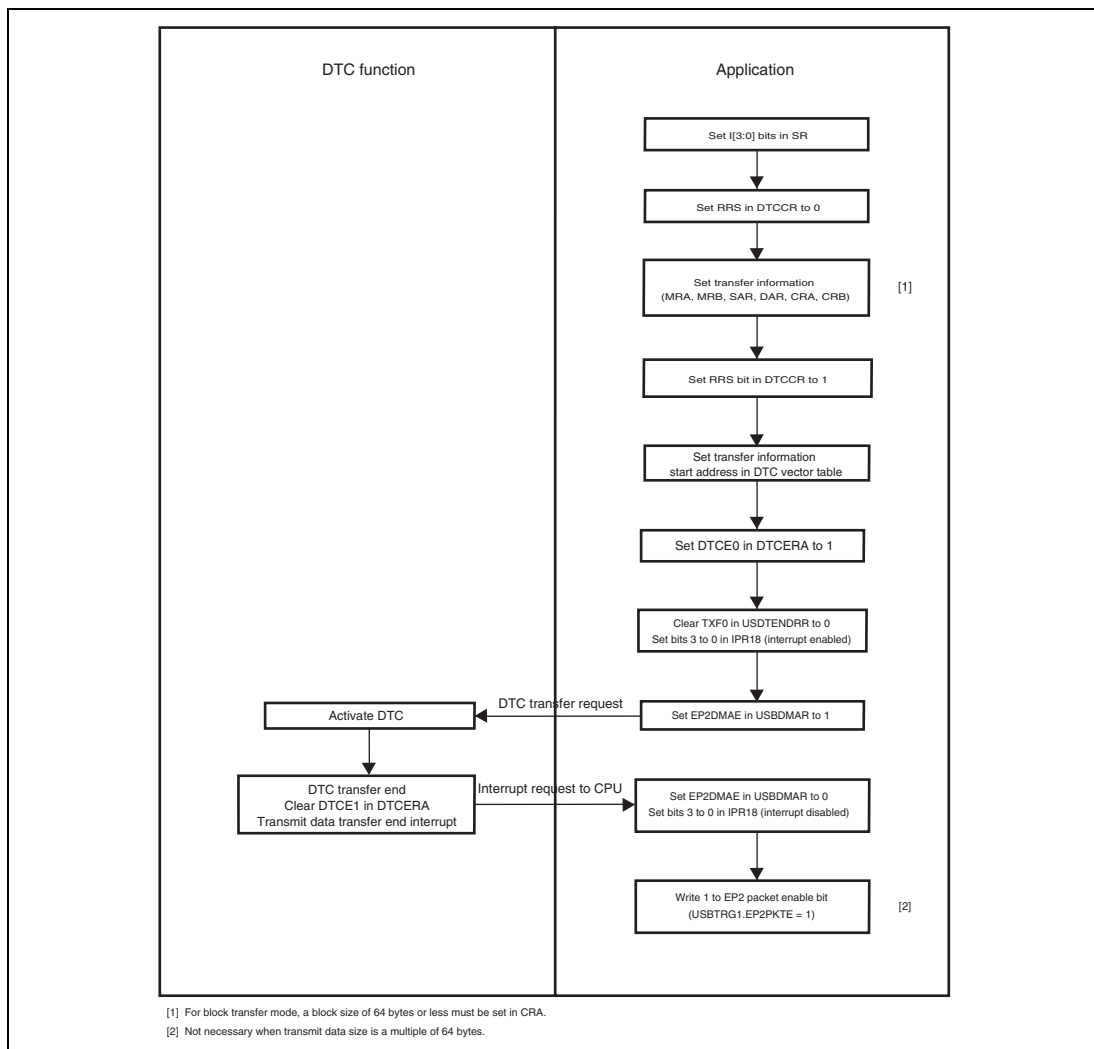 DTC function
Application
Set I[3:0] bits in SR
Set RRS in DTCCR to 0
Set transfer information
(MRA, MRB, SAR, DAR, CRA, CRB)
[1]
Set RRS bit in DTCCR to 1
Set transfer information
start address in DTC vector table
Set DTCE0 in DTCERA to 1
Clear TXF0 in USDTENDRR to 0
Set bits 3 to 0 in IPR18 (interrupt enabled)
DTC transfer request
Activate DTC
Set EP2DMAE in USBDMAR to 1
DTC transfer end
Clear DTCE1 in DTCERA
Transmit data transfer end interrupt
Interrupt request to CPU
Set EP2DMAE in USBDMAR to 0
Set bits 3 to 0 in IPR18 (interrupt disabled)
Write 1 to EP2 packet enable bit
(USBTRG1.EP2PKTE = 1)
[2]
[1] For block transfer mode, a block size of 64 bytes or less must be set in CRA.
[2] Not necessary when transmit data size is a multiple of 64 bytes.